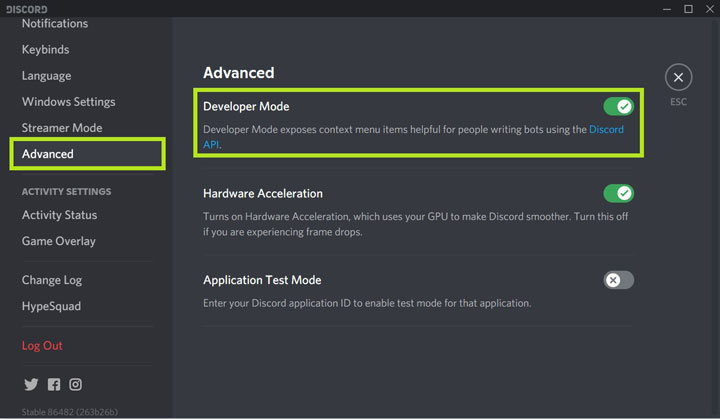 DISCORD
Notifications
Keybinds
Language
Windows Settings
Streamer Mode
Advanced
ACTIVITY SETTINGS
Activity Status
Game Overlay
Change Log
HypeSquad
Log Out
Stable 86482 (263b26b)
Advanced
Developer Mode
Developer Mode exposes context menu items helpful for people writing bots using the Discord
API.
Hardware Acceleration
Turns on Hardware Acceleration, which uses your GPU to make Discord smoother. Turn this off
if you are experiencing frame drops.
Application Test Mode
Enter your Discord application ID to enable test mode for that application.
ESC